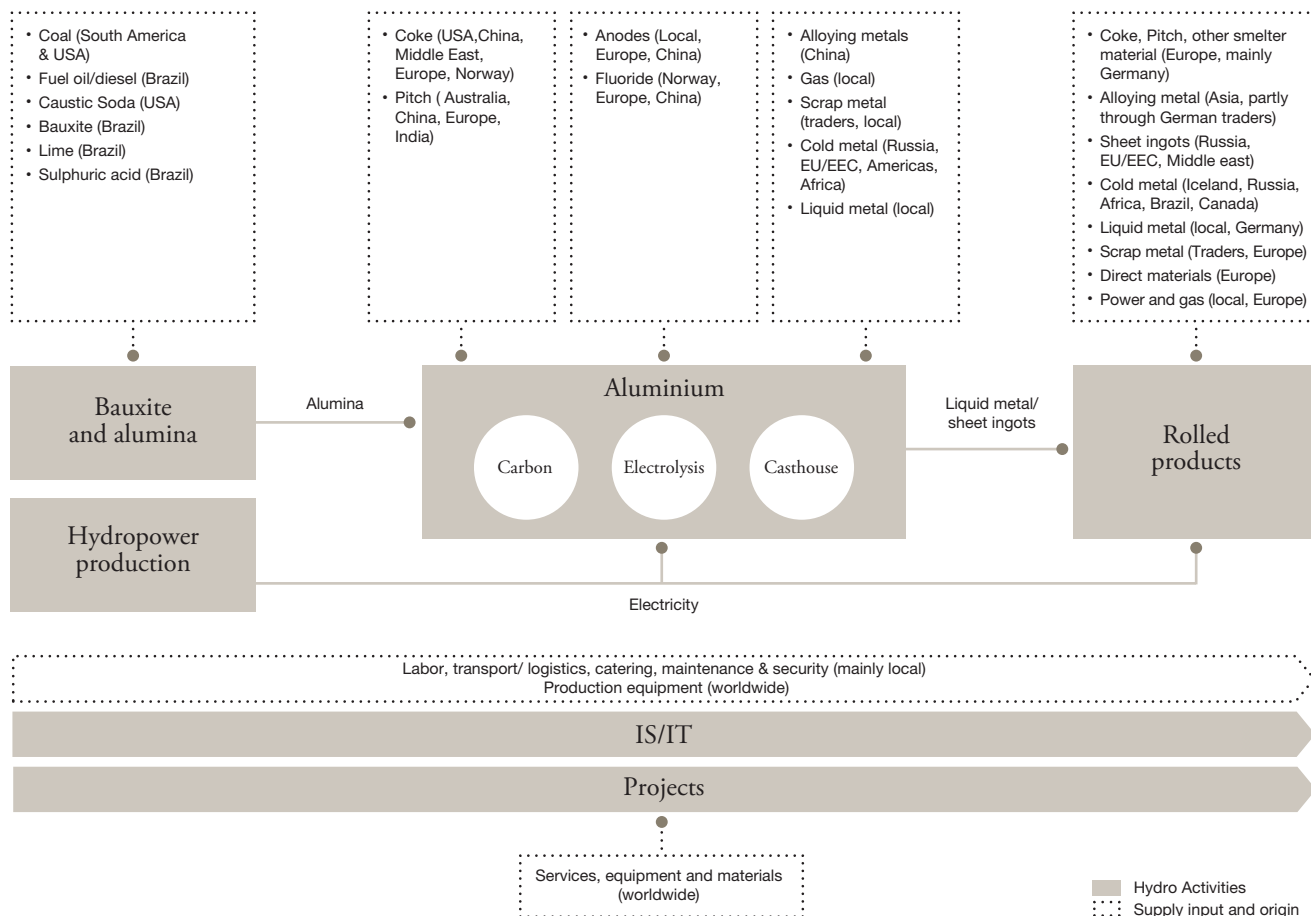 • Coal (South America
& USA)
• Fuel oil/diesel (Brazil)
• Caustic Soda (USA)
• Bauxite (Brazil)
• Lime (Brazil)
• Sulphuric acid (Brazil)
• Coke (USA,China,
Middle East,
Europe, Norway)
• Pitch ( Australia,
China, Europe,
India)
• Anodes (Local,
Europe, China)
• Fluoride (Norway,
Europe, China)
• Alloying metals
(China)
• Gas (local)
• Scrap metal
(traders, local)
• Cold metal (Russia,
EU/EEC, Americas,
Africa)
• Liquid metal (local)
• Coke, Pitch, other smelter
material (Europe, mainly
Germany)
• Alloying metal (Asia, partly
through German traders)
• Sheet ingots (Russia,
EU/EEC, Middle east)
• Cold metal (Iceland, Russia,
Africa, Brazil, Canada)
• Liquid metal (local, Germany)
• Scrap metal (Traders, Europe)
• Direct materials (Europe)
• Power and gas (local, Europe)
Bauxite
and alumina
Alumina
Aluminium
Carbon
Electrolysis
Casthouse
Liquid metal/
sheet ingots
Rolled
products
Hydropower
production
Electricity
Labor, transport/ logistics, catering, maintenance & security (mainly local)
Production equipment (worldwide)
IS/IT
Projects
Services, equipment and materials
(worldwide)
Hydro Activities
Supply input and origin